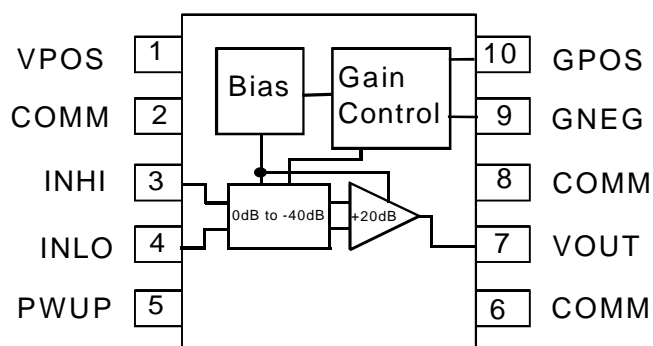 VPOS 1
COMM 2
INHI 3
INLO 4
PWUP 5
Bias
Gain
Control
0dB to -40dB
+20dB
10 GPOS
9 GNEG
8 COMM
7 VOUT
6 COMM